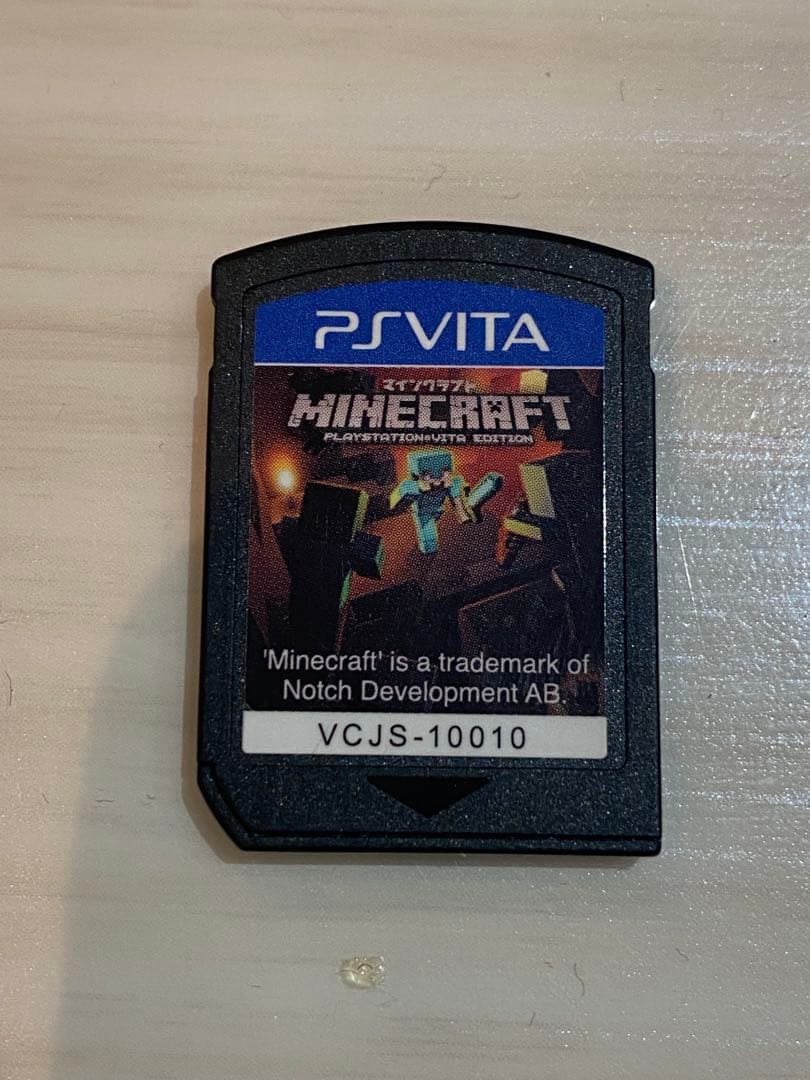 PSVITA
マインクラフト
MINECRAFT
PLAYSTATION®VITA EDITION
'Minecraft' is a trademark of
Notch Development AB.
VCJS-10010